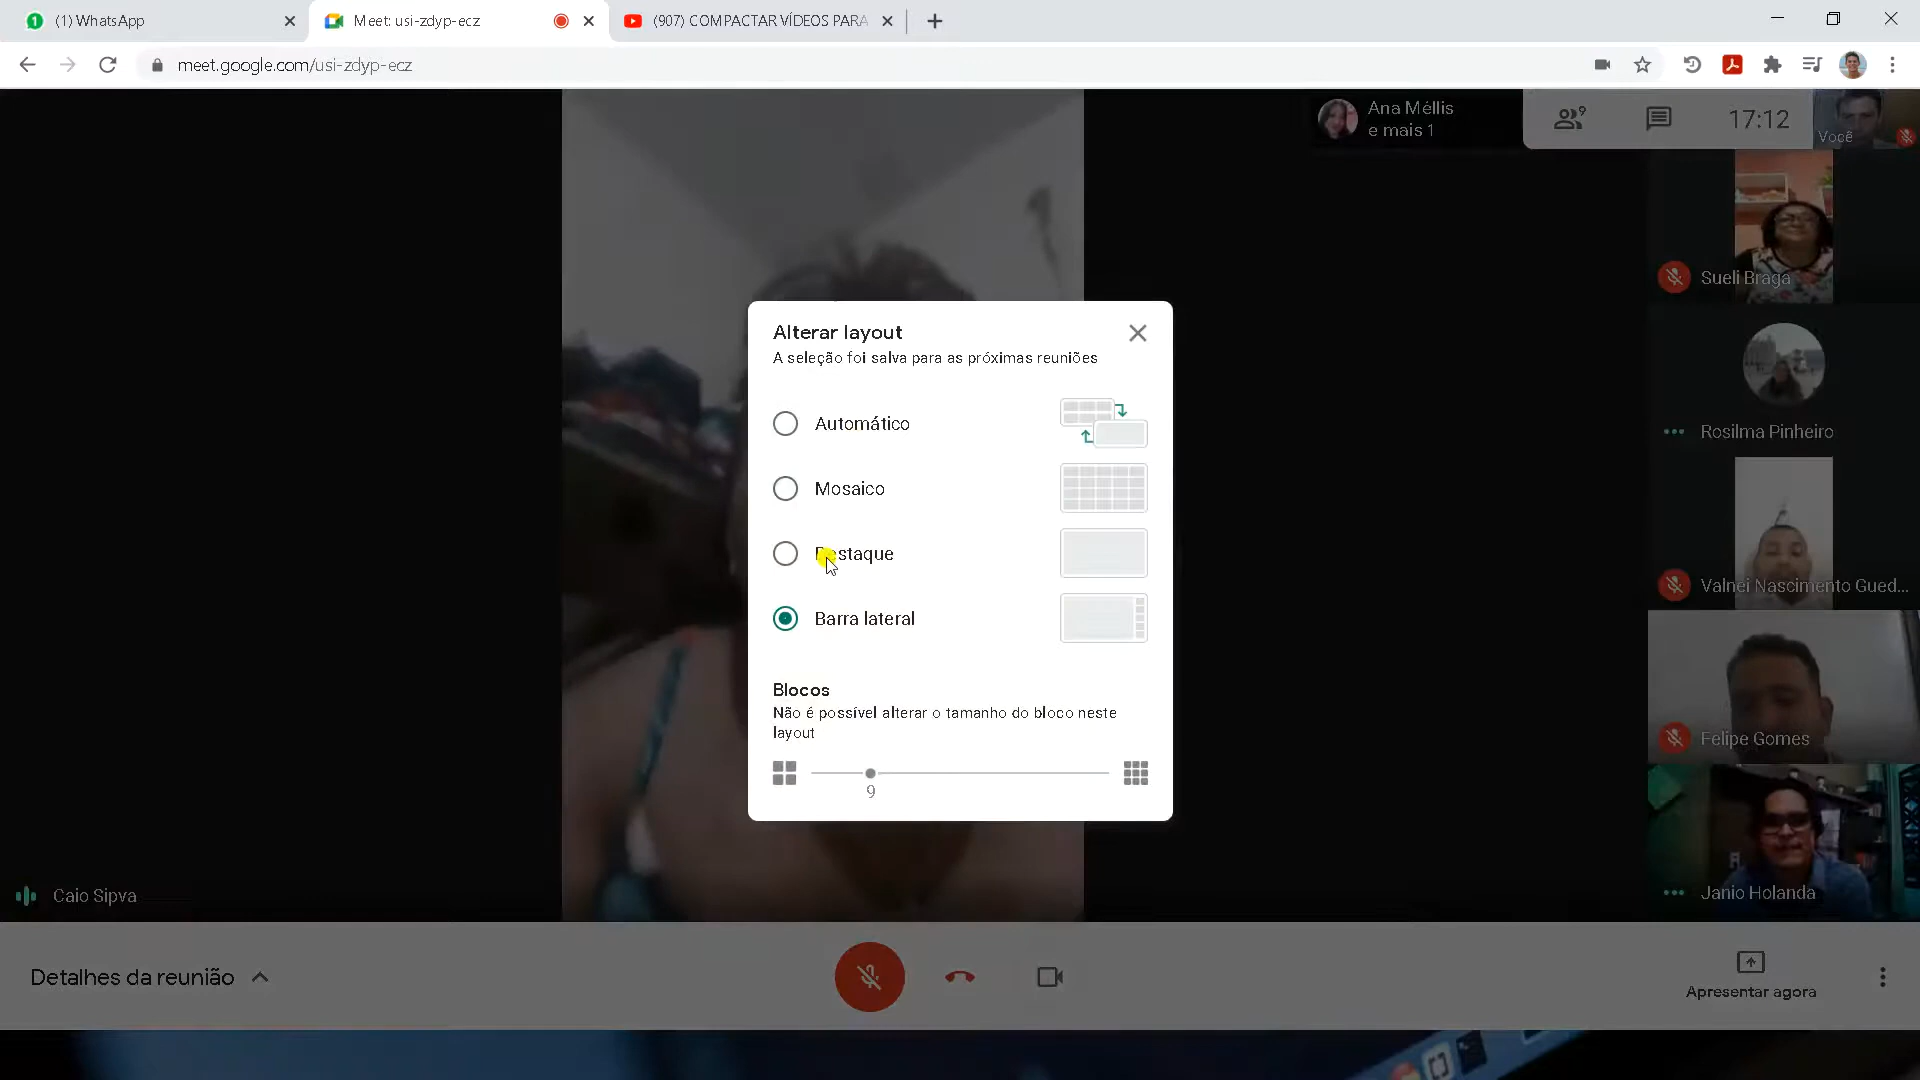 (1) WhatsApp
Meet: usi-zdyp-ecz
(907) COMPACTAR VÍDEOS PARA
meet.google.com/usi-zdyp-ecz
Ana Méllis
e mais 1
9
17:12
Você
Sueli Braga
Rosilma Pinheiro
Valnei Nascimento Gued...
Felipe Gomes
Janio Holanda
Alterar layout
A seleção foi salva para as próximas reuniões
Automático
Mosaico
Destaque
Barra lateral
Blocos
Não é possível alterar o tamanho do bloco neste
layout
9
Caio Sipva
Detalhes da reunião
Apresentar agora